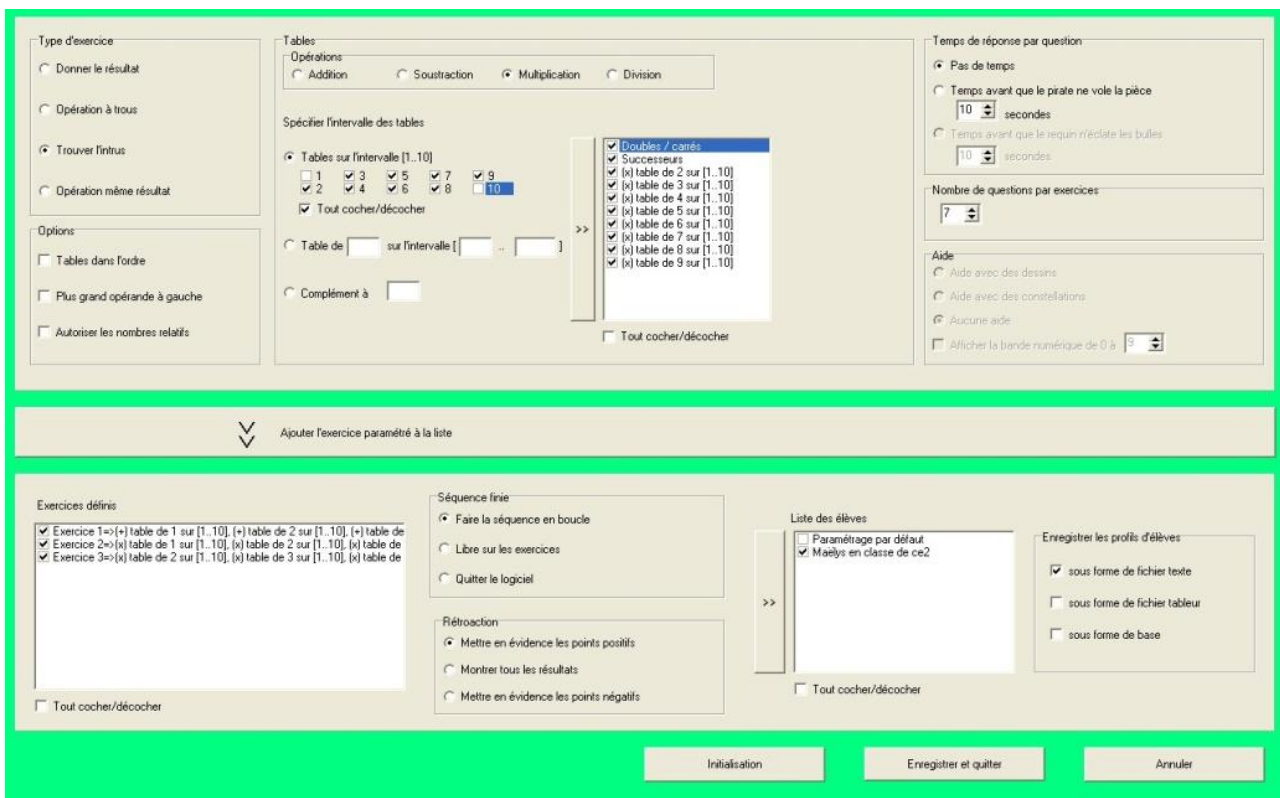 Type d'exercice
Donner le résultat
Opération à trous
Trouver l'intrus
Opération même résultat
Options
Tables dans l'ordre
Plus grand opérande à gauche
Autoriser les nombres relatifs
Tables
Opérations
Addition Soustraction Multiplication Division
Spécifier l'intervalle des tables
Tables sur l'intervalle [1..10]
1 3 5 7 9
2 4 6 8 10
Tout cocher/décocher
Table de sur l'intervalle [ .. ]
Complément à
>>
Doubles / carrés
Successeurs
(x) table de 2 sur [1..10]
(x) table de 3 sur [1..10]
(x) table de 4 sur [1..10]
(x) table de 5 sur [1..10]
(x) table de 6 sur [1..10]
(x) table de 7 sur [1..10]
(x) table de 8 sur [1..10]
(x) table de 9 sur [1..10]
Tout cocher/décocher
Temps de réponse par question
Pas de temps
Temps avant que le pirate ne vole la pièce
10 secondes
Temps avant que le requin n'éclate les bulles
10 secondes
Nombre de questions par exercices
7
Aide
Aide avec des dessins
Aide avec des constellations
Aucune aide
Afficher la bande numérique de 0 à 9
Ajouter l'exercice paramétré à la liste
Exercices définis
Exercice 1=>(+) table de 1 sur [1..10], (+) table de 2 sur [1..10], (+) table de
Exercice 2=>(x) table de 1 sur [1..10], (x) table de 2 sur [1..10], (x) table de
Exercice 3=>(x) table de 2 sur [1..10], (x) table de 3 sur [1..10], (x) table de
Tout cocher/décocher
Séquence finie
Faire la séquence en boucle
Libre sur les exercices
Quitter le logiciel
Rétroaction
Mettre en évidence les points positifs
Montrer tous les résultats
Mettre en évidence les points négatifs
>>
Liste des élèves
Paramétrage par défaut
Maëlys en classe de ce2
Tout cocher/décocher
Enregistrer les profils d'élèves
sous forme de fichier texte
sous forme de fichier tableur
sous forme de base
Initialisation
Enregistrer et quitter
Annuler